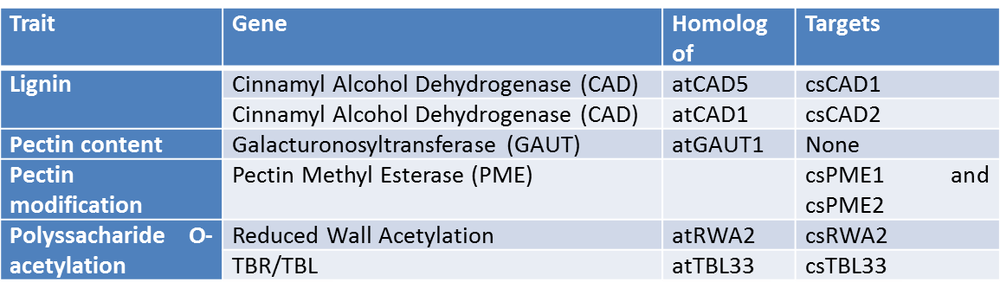 Trait Gene Homolog of Targets
Lignin Cinnamyl Alcohol Dehydrogenase (CAD) atCAD5 csCAD1
Cinnamyl Alcohol Dehydrogenase (CAD) atCAD1 csCAD2
Pectin content Galacturonosyltransferase (GAUT) atGAUT1 None
Pectin modification Pectin Methyl Esterase (PME) csPME1 and csPME2
Polyssacharide O-acetylation Reduced Wall Acetylation atRWA2 csRWA2
TBR/TBL atTBL33 csTBL33